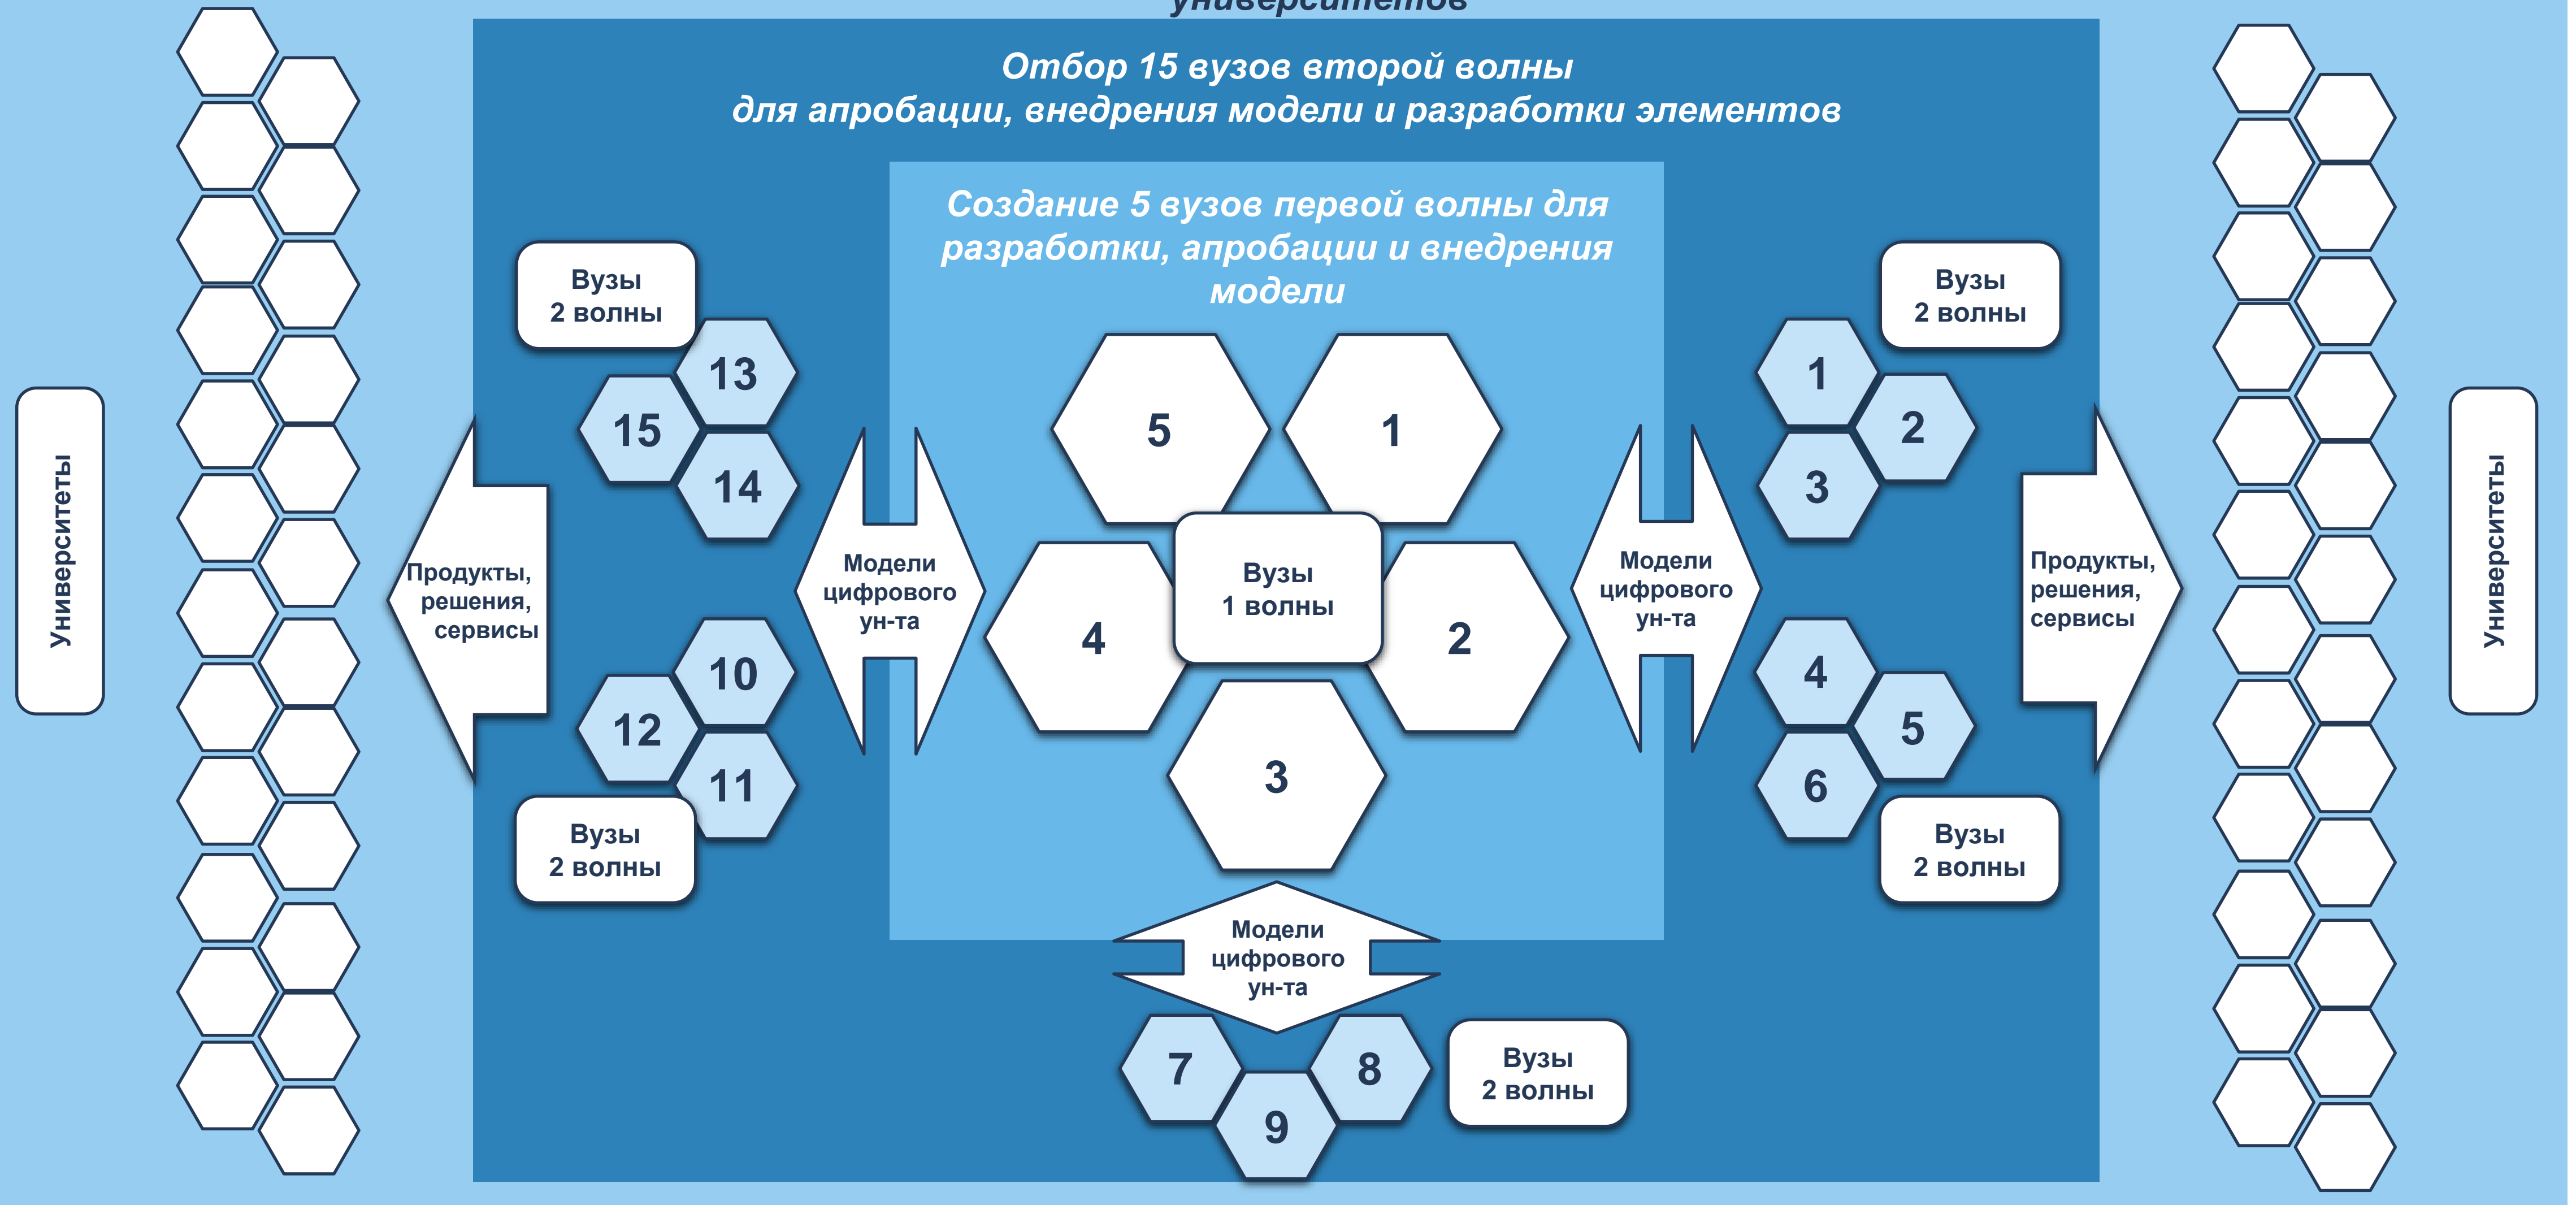 университетов
Отбор 15 вузов второй волны
для апробации, внедрения модели и разработки элементов
Создание 5 вузов первой волны для
разработки, апробации и внедрения
модели
Вузы
2 волны
13
15
14
Вузы
2 волны
1
2
3
5
1
Вузы
1 волны
4
2
3
Университеты
Продукты,
решения,
сервисы
Модели
цифрового
ун-та
Модели
цифрового
ун-та
Продукты,
решения,
сервисы
Университеты
10
12
11
Вузы
2 волны
4
5
6
Вузы
2 волны
Модели
цифрового
ун-та
7
8
9
Вузы
2 волны